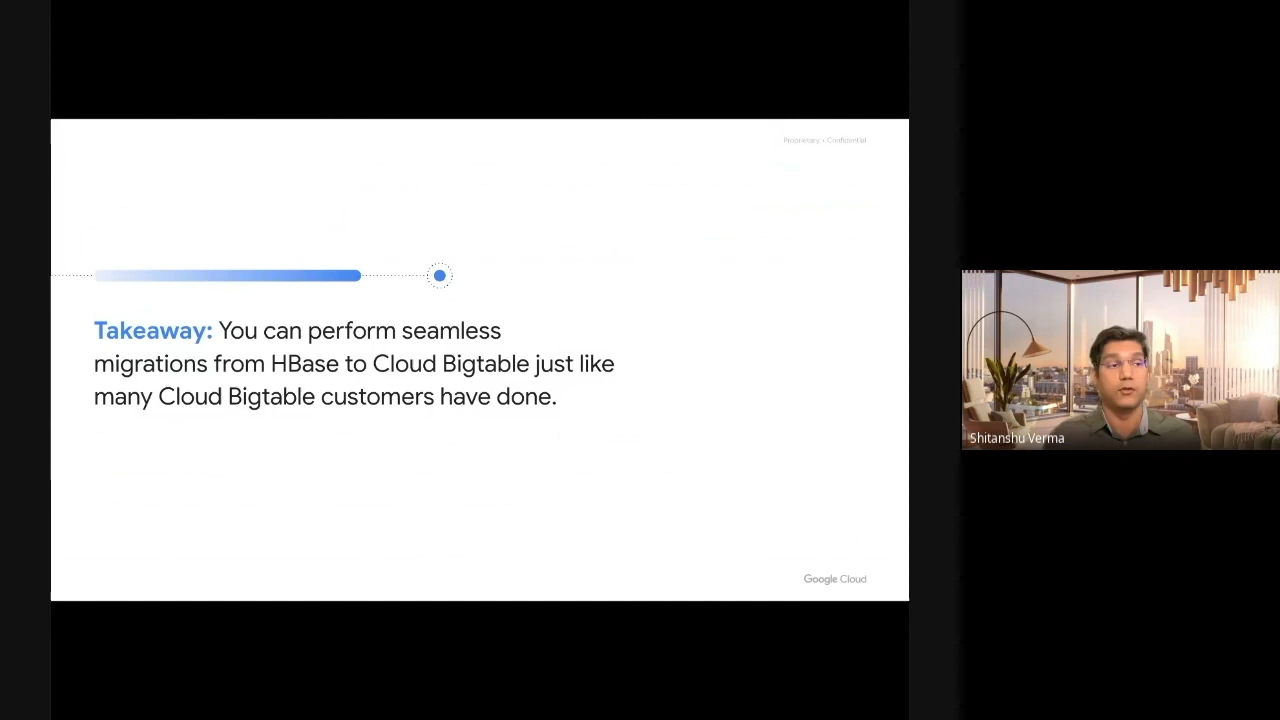 Proprietary + Confidential
Takeaway: You can perform seamless
migrations from HBase to Cloud Bigtable just like
many Cloud Bigtable customers have done.
Google Cloud
Shitanshu Verma